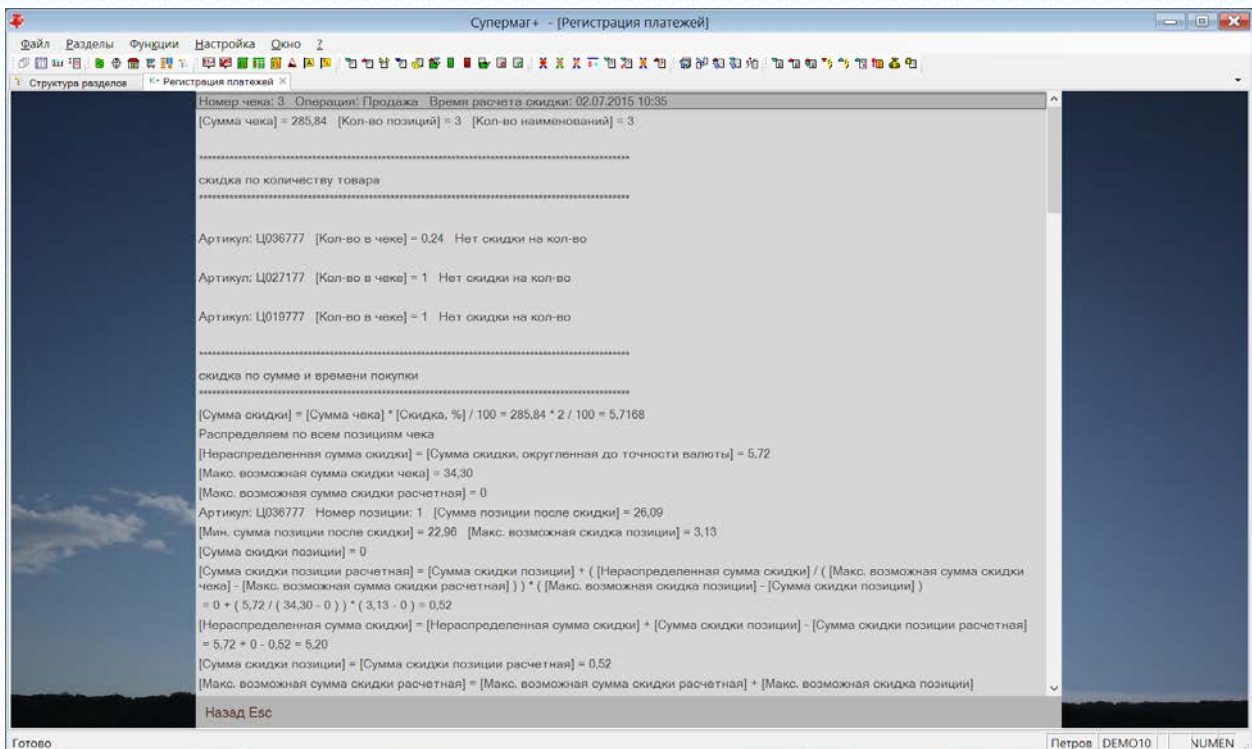 Супермаг+ - [Регистрация платежей]
Файл Разделы Функции Настройка Окно ?
Структура разделов Регистрация платежей
Номер чека: 3 Операция: Продажа Время расчета скидки: 02.07.2015 10:35
[Сумма чека] = 285,84 [Кол-во позиций] = 3 [Кол-во наименований] = 3
скидка по количеству товара
Артикул: Ц036777 [Кол-во в чеке] = 0,24 Нет скидки на кол-во
Артикул: Ц027177 [Кол-во в чеке] = 1 Нет скидки на кол-во
Артикул: Ц019777 [Кол-во в чеке] = 1 Нет скидки на кол-во
скидка по сумме и времени покупки
[Сумма скидки] = [Сумма чека] * [Скидка, %] / 100 = 285,84 * 2 / 100 = 5,7168
Распределяем по всем позициям чека
[Нераспределенная сумма скидки] = [Сумма скидки, округленная до точности валюты] = 5,72
[Макс. возможная сумма скидки чека] = 34,30
[Макс. возможная сумма скидки расчетная] = 0
Артикул: Ц036777 Номер позиции: 1 [Сумма позиции после скидки] = 26,09
[Мин. сумма позиции после скидки] = 22,96 [Макс. возможная скидка позиции] = 3,13
[Сумма скидки позиции] = 0
[Сумма скидки позиции расчетная] = [Сумма скидки позиции] + ( [Нераспределенная сумма скидки] / ( [Макс. возможная сумма скидки
чека] - [Макс. возможная сумма скидки расчетная] ) ) * ( [Макс. возможная скидка позиции] - [Сумма скидки позиции] )
= 0 + ( 5,72 / ( 34,30 - 0 ) ) * ( 3,13 - 0 ) = 0,52
[Нераспределенная сумма скидки] = [Нераспределенная сумма скидки] + [Сумма скидки позиции] - [Сумма скидки позиции расчетная]
= 5,72 + 0 - 0,52 = 5,20
[Сумма скидки позиции] = [Сумма скидки позиции расчетная] = 0,52
[Макс. возможная сумма скидки расчетная] = [Макс. возможная сумма скидки расчетная] + [Макс. возможная скидка позиции]
Назад Esc
Готово Петров DEMO10 NUMEN